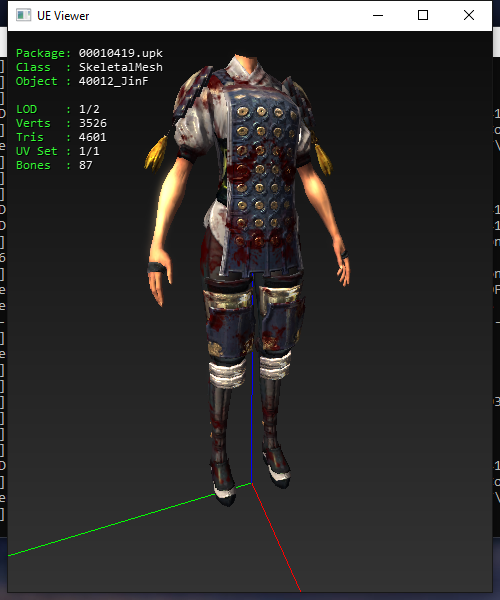 UE Viewer
Package: 00010419.upk
Class  : SkeletalMesh
Object : 40012_JinF
LOD    : 1/2
Verts  : 3526
Tris   : 4601
UV Set : 1/1
Bones  : 87